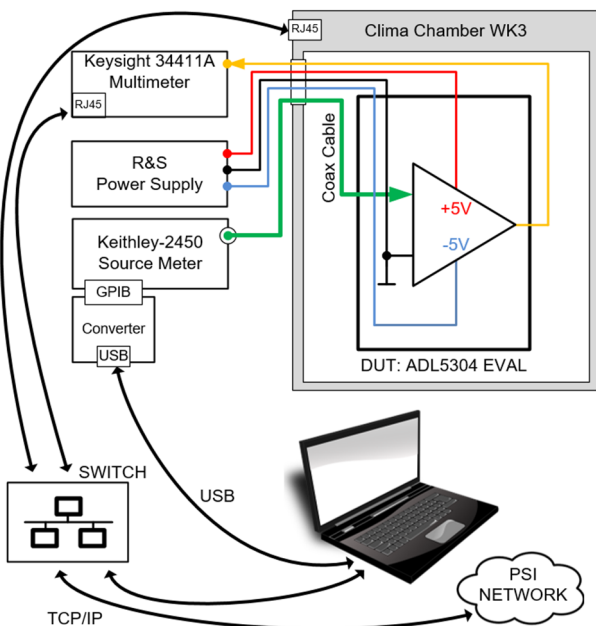 RJ45
Clima Chamber WK3
Keysight 34411A
Multimeter
RJ45
R&S
Power Supply
Coax Cable
+5V
-5V
Keithley-2450
Source Meter
GPIB
Converter
USB
DUT: ADL5304 EVAL
SWITCH
USB
PSI
NETWORK
TCP/IP